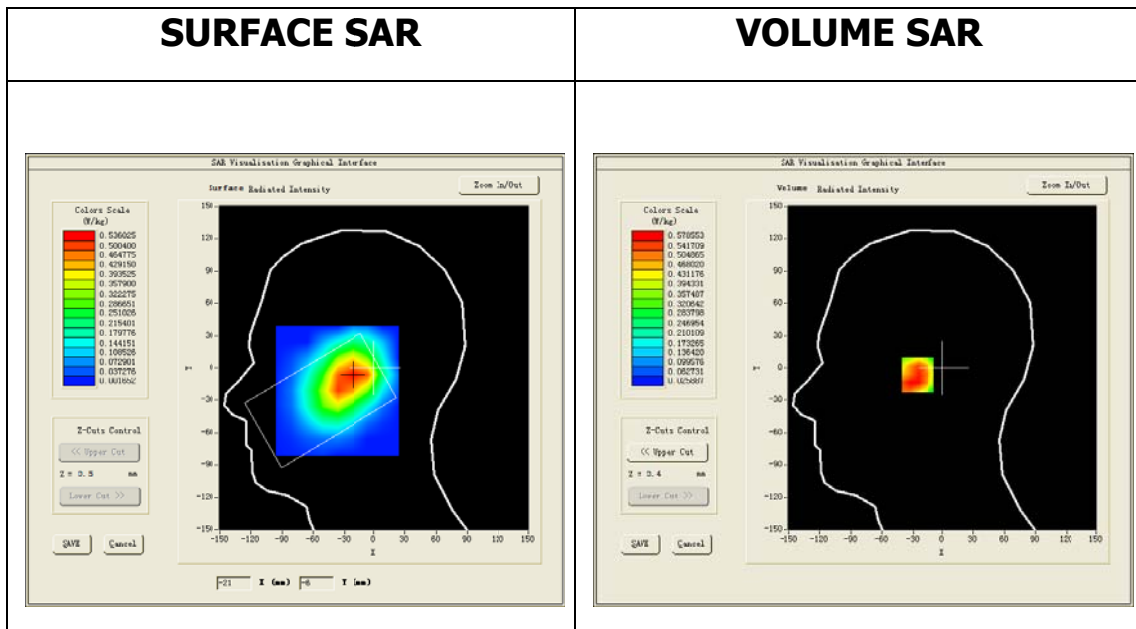 SURFACE SAR
VOLUME SAR
SAR Visualisation Graphical Interface
Surface Radiated Intensity
Zoom In/Out
Colors Scale
(W/kg)
0.536025
0.500400
0.464775
0.429150
0.393525
0.357900
0.322275
0.286651
0.251026
0.215401
0.179776
0.144151
0.108526
0.072901
0.037276
0.001652
150
120
90
60
30
0
-30
-60
-90
-120
-150
Y
-150 -120 -90 -60 -30 0 30 60 90 120 150
X
Z-Cuts Control
<< Upper Cut
Z = 3.5 mm
Lower Cut >>
SAVE Cancel
-21 X (mm) -6 Y (mm)
SAR Visualisation Graphical Interface
Volume Radiated Intensity
Zoom In/Out
Colors Scale
(W/kg)
0.578553
0.541709
0.504865
0.468020
0.431176
0.394331
0.357487
0.320642
0.283798
0.246954
0.210109
0.173265
0.136420
0.099576
0.062731
0.025887
150
120
90
60
30
0
-30
-60
-90
-120
-150
Y
-150 -120 -90 -60 -30 0 30 60 90 120 150
X
Z-Cuts Control
<< Upper Cut
Z = 3.4 mm
Lower Cut >>
SAVE Cancel